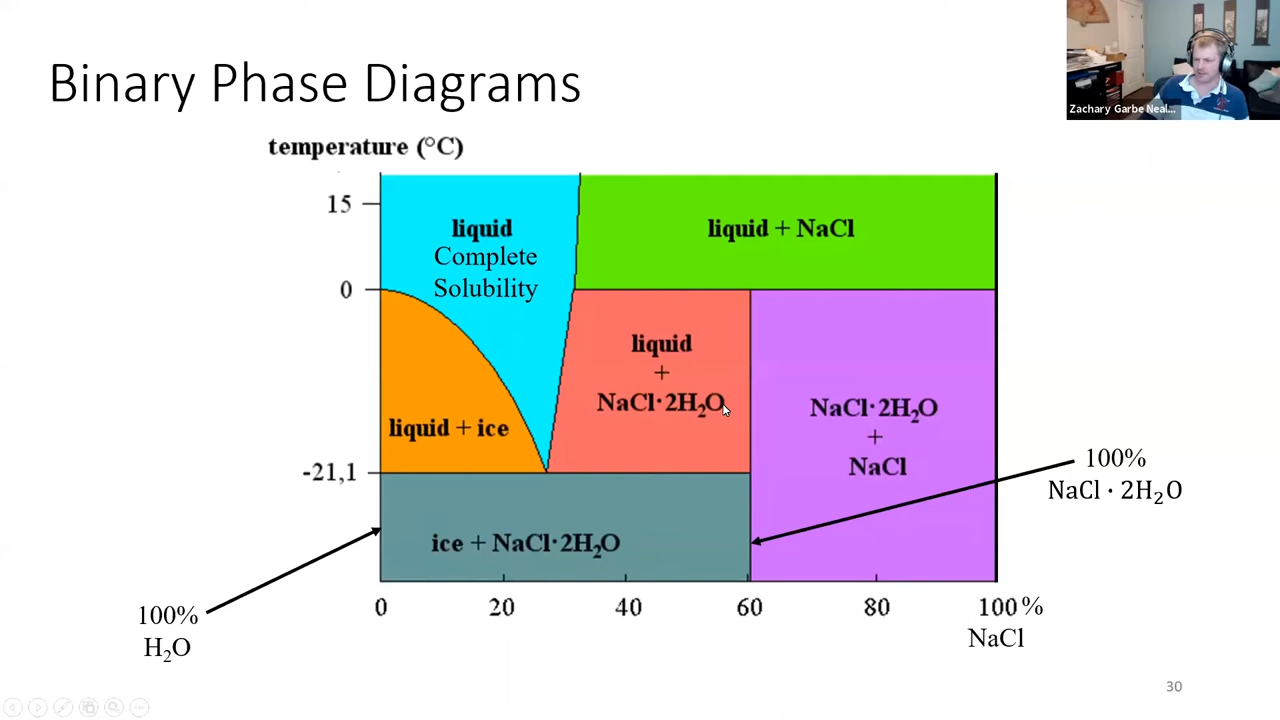 Binary Phase Diagrams
Zachary Garbe Neal...
temperature (°C)
15
0
-21,1
liquid
Complete
Solubility
liquid + NaCl
liquid
+
NaCl·2H₂O
liquid + ice
NaCl·2H₂O
+
NaCl
100%
NaCl · 2H₂O
ice + NaCl·2H₂O
0
20
40
60
80
100 %
NaCl
100%
H₂O
30